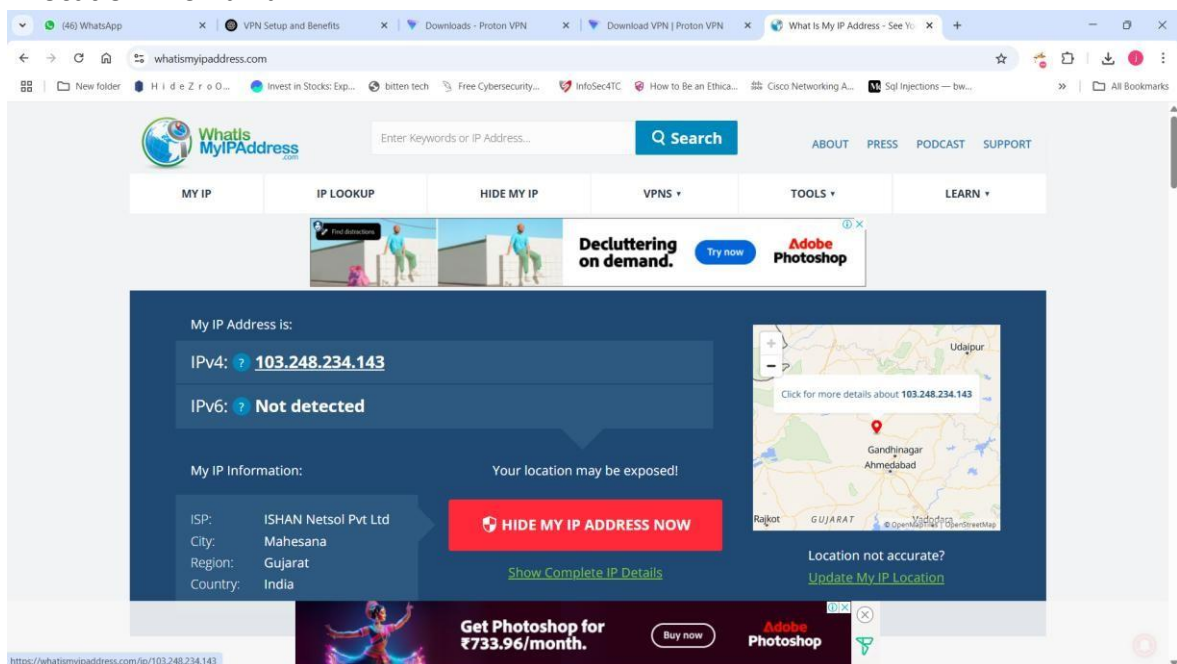 (46) WhatsApp
VPN Setup and Benefits
Downloads - Proton VPN
Download VPN | Proton VPN
What Is My IP Address - See Yo
whatismyipaddress.com
New folder
H i d e Z r o 0...
Invest in Stocks: Exp...
bitten tech
Free Cybersecurity...
InfoSec4TC
How to Be an Ethica...
Cisco Networking A...
Sql Injections — bw...
All Bookmarks
WhatIs
MyIPAddress
.com
Enter Keywords or IP Address...
Search
ABOUT PRESS PODCAST SUPPORT
MY IP IP LOOKUP HIDE MY IP VPNS TOOLS LEARN
Find distractions
Decluttering
on demand.
Try now
Adobe
Photoshop
My IP Address is:
IPv4: ? 103.248.234.143
IPv6: ? Not detected
Udaipur
Click for more details about 103.248.234.143
Gandhinagar
Ahmedabad
Rajkot GUJARAT Vadodara
© OpenMapTiles | OpenStreetMap
My IP Information:
Your location may be exposed!
ISP: ISHAN Netsol Pvt Ltd
City: Mahesana
Region: Gujarat
Country: India
HIDE MY IP ADDRESS NOW
Show Complete IP Details
Location not accurate?
Update My IP Location
Get Photoshop for
₹733.96/month.
Buy now
Adobe
Photoshop
https://whatismyipaddress.com/ip/103.248.234.143